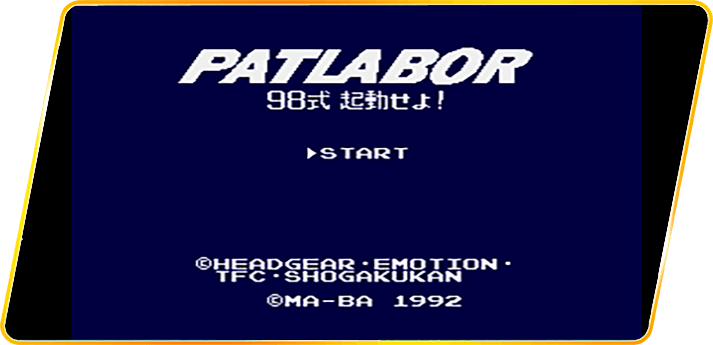 PATLABOR
98式 起動せよ!
▶START
©HEADGEAR·EMOTION·
TFC·SHOGAKUKAN
©MA-BA 1992